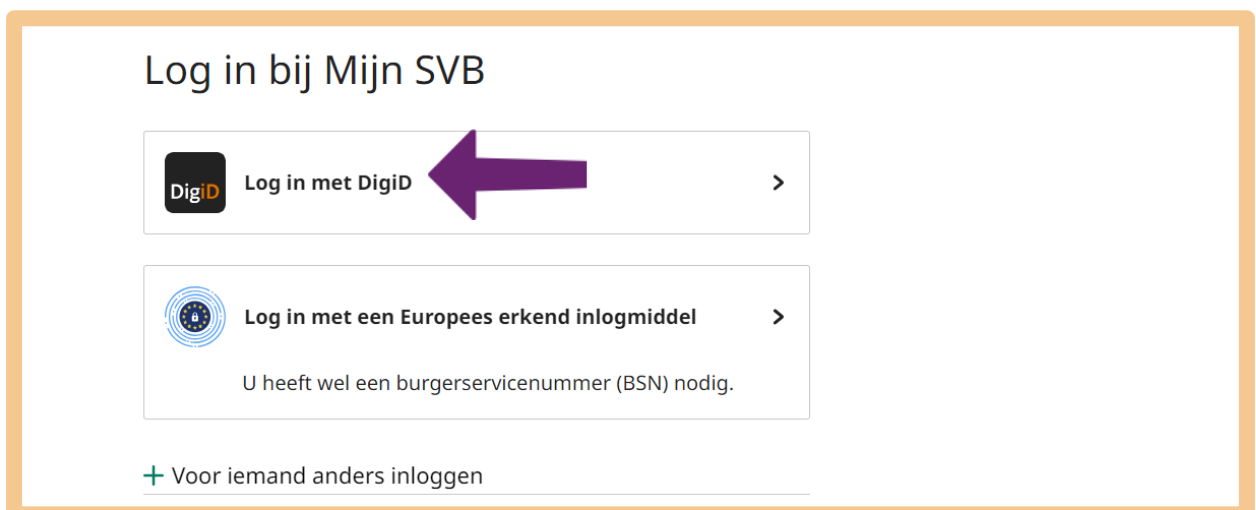 Log in bij Mijn SVB
DigiD
Log in met DigiD
Log in met een Europees erkend inlogmiddel
U heeft wel een burgerservicenummer (BSN) nodig.
Voor iemand anders inloggen